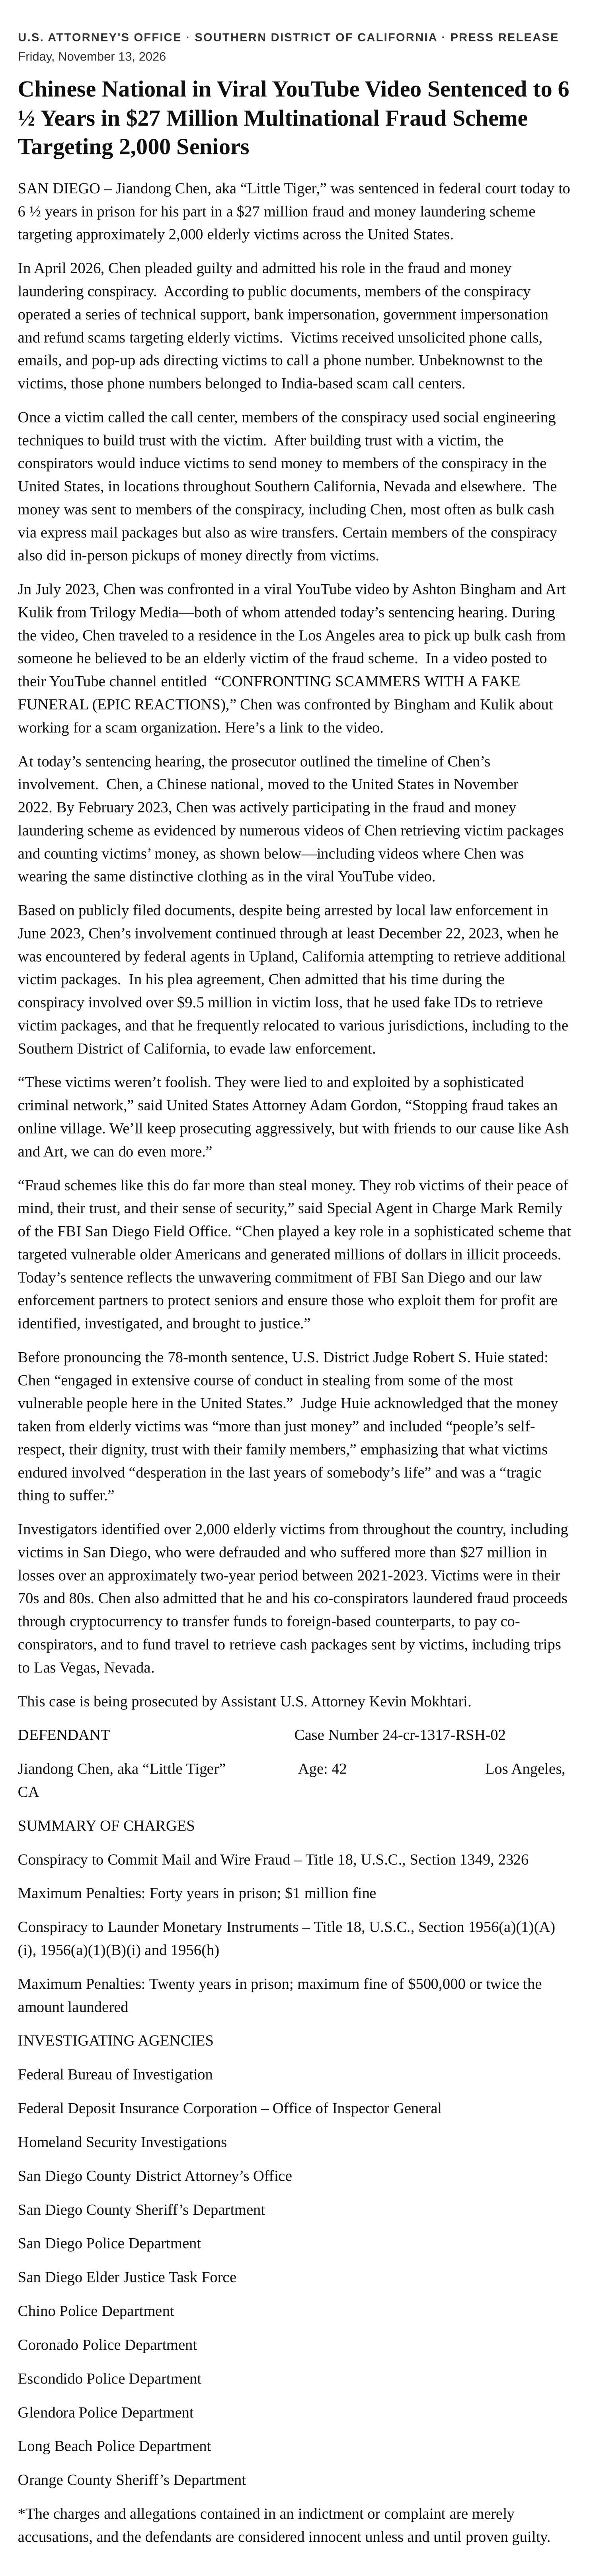 U.S. ATTORNEY'S OFFICE · SOUTHERN DISTRICT OF CALIFORNIA · PRESS RELEASE
Friday, November 13, 2026
Chinese National in Viral YouTube Video Sentenced to 6
½ Years in $27 Million Multinational Fraud Scheme
Targeting 2,000 Seniors
SAN DIEGO – Jiandong Chen, aka “Little Tiger,” was sentenced in federal court today to
6 ½ years in prison for his part in a $27 million fraud and money laundering scheme
targeting approximately 2,000 elderly victims across the United States.
In April 2026, Chen pleaded guilty and admitted his role in the fraud and money
laundering conspiracy.  According to public documents, members of the conspiracy
operated a series of technical support, bank impersonation, government impersonation
and refund scams targeting elderly victims.  Victims received unsolicited phone calls,
emails, and pop-up ads directing victims to call a phone number. Unbeknownst to the
victims, those phone numbers belonged to India-based scam call centers.
Once a victim called the call center, members of the conspiracy used social engineering
techniques to build trust with the victim.  After building trust with a victim, the
conspirators would induce victims to send money to members of the conspiracy in the
United States, in locations throughout Southern California, Nevada and elsewhere.  The
money was sent to members of the conspiracy, including Chen, most often as bulk cash
via express mail packages but also as wire transfers. Certain members of the conspiracy
also did in-person pickups of money directly from victims.
Jn July 2023, Chen was confronted in a viral YouTube video by Ashton Bingham and Art
Kulik from Trilogy Media—both of whom attended today’s sentencing hearing. During
the video, Chen traveled to a residence in the Los Angeles area to pick up bulk cash from
someone he believed to be an elderly victim of the fraud scheme.  In a video posted to
their YouTube channel entitled  “CONFRONTING SCAMMERS WITH A FAKE
FUNERAL (EPIC REACTIONS),” Chen was confronted by Bingham and Kulik about
working for a scam organization. Here’s a link to the video.
At today’s sentencing hearing, the prosecutor outlined the timeline of Chen’s
involvement.  Chen, a Chinese national, moved to the United States in November
2022. By February 2023, Chen was actively participating in the fraud and money
laundering scheme as evidenced by numerous videos of Chen retrieving victim packages
and counting victims’ money, as shown below—including videos where Chen was
wearing the same distinctive clothing as in the viral YouTube video.
Based on publicly filed documents, despite being arrested by local law enforcement in
June 2023, Chen’s involvement continued through at least December 22, 2023, when he
was encountered by federal agents in Upland, California attempting to retrieve additional
victim packages.  In his plea agreement, Chen admitted that his time during the
conspiracy involved over $9.5 million in victim loss, that he used fake IDs to retrieve
victim packages, and that he frequently relocated to various jurisdictions, including to the
Southern District of California, to evade law enforcement.
“These victims weren’t foolish. They were lied to and exploited by a sophisticated
criminal network,” said United States Attorney Adam Gordon, “Stopping fraud takes an
online village. We’ll keep prosecuting aggressively, but with friends to our cause like Ash
and Art, we can do even more.”
“Fraud schemes like this do far more than steal money. They rob victims of their peace of
mind, their trust, and their sense of security,” said Special Agent in Charge Mark Remily
of the FBI San Diego Field Office. “Chen played a key role in a sophisticated scheme that
targeted vulnerable older Americans and generated millions of dollars in illicit proceeds.
Today’s sentence reflects the unwavering commitment of FBI San Diego and our law
enforcement partners to protect seniors and ensure those who exploit them for profit are
identified, investigated, and brought to justice.”
Before pronouncing the 78-month sentence, U.S. District Judge Robert S. Huie stated:
Chen “engaged in extensive course of conduct in stealing from some of the most
vulnerable people here in the United States.”  Judge Huie acknowledged that the money
taken from elderly victims was “more than just money” and included “people’s self-
respect, their dignity, trust with their family members,” emphasizing that what victims
endured involved “desperation in the last years of somebody’s life” and was a “tragic
thing to suffer.”
Investigators identified over 2,000 elderly victims from throughout the country, including
victims in San Diego, who were defrauded and who suffered more than $27 million in
losses over an approximately two-year period between 2021-2023. Victims were in their
70s and 80s. Chen also admitted that he and his co-conspirators laundered fraud proceeds
through cryptocurrency to transfer funds to foreign-based counterparts, to pay co-
conspirators, and to fund travel to retrieve cash packages sent by victims, including trips
to Las Vegas, Nevada.
This case is being prosecuted by Assistant U.S. Attorney Kevin Mokhtari.
DEFENDANT                                             Case Number 24-cr-1317-RSH-02
Jiandong Chen, aka “Little Tiger”                  Age: 42                                  Los Angeles,
CA
SUMMARY OF CHARGES
Conspiracy to Commit Mail and Wire Fraud – Title 18, U.S.C., Section 1349, 2326
Maximum Penalties: Forty years in prison; $1 million fine
Conspiracy to Launder Monetary Instruments – Title 18, U.S.C., Section 1956(a)(1)(A)
(i), 1956(a)(1)(B)(i) and 1956(h)
Maximum Penalties: Twenty years in prison; maximum fine of $500,000 or twice the
amount laundered
INVESTIGATING AGENCIES
Federal Bureau of Investigation
Federal Deposit Insurance Corporation – Office of Inspector General
Homeland Security Investigations
San Diego County District Attorney’s Office
San Diego County Sheriff’s Department
San Diego Police Department
San Diego Elder Justice Task Force
Chino Police Department
Coronado Police Department
Escondido Police Department
Glendora Police Department
Long Beach Police Department
Orange County Sheriff’s Department
*The charges and allegations contained in an indictment or complaint are merely
accusations, and the defendants are considered innocent unless and until proven guilty.